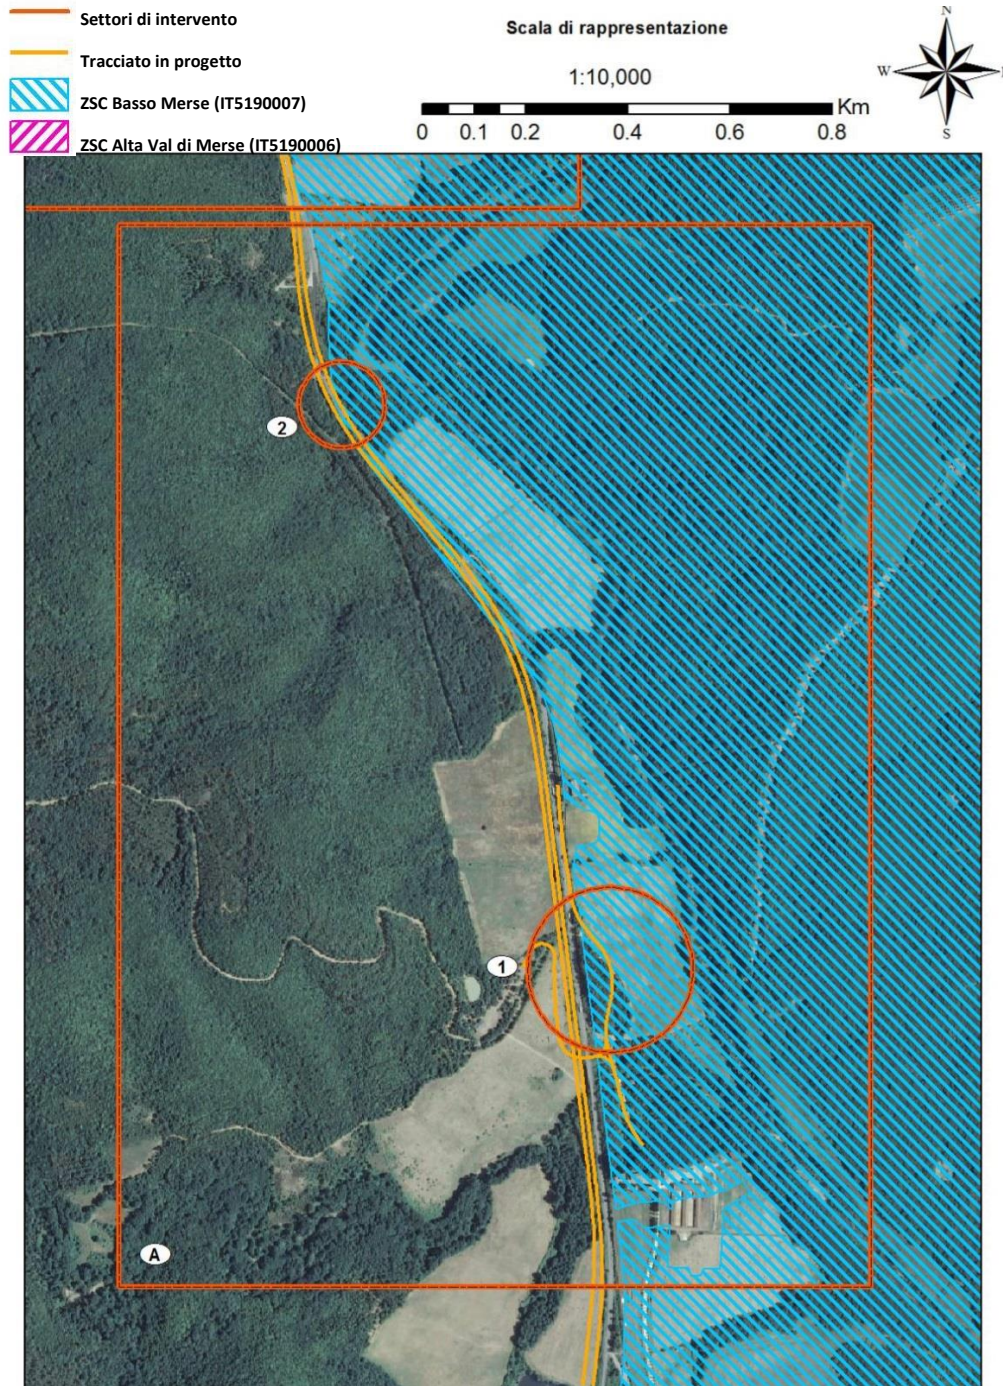 Settori di intervento
Tracciato in progetto
ZSC Basso Merse (IT5190007)
ZSC Alta Val di Merse (IT5190006)
Scala di rappresentazione
1:10,000
Km
0 0.1 0.2 0.4 0.6 0.8
N
W
S
2
1
A